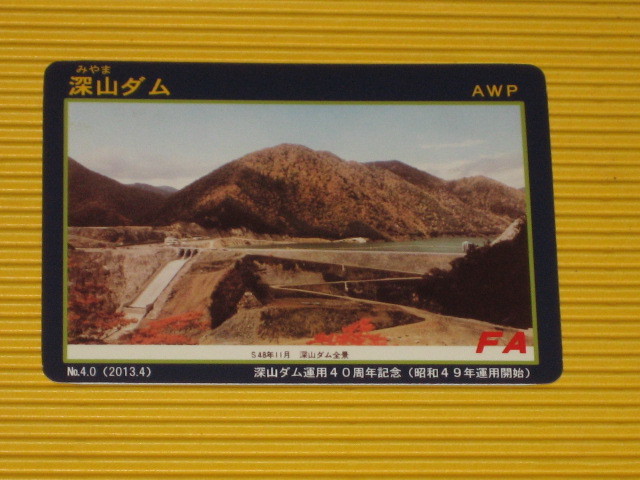 みやま
深山ダム
AWP
FA
S48年11月 深山ダム全景
No.4.0 (2013.4)
深山ダム運用40周年記念(昭和49年運用開始)